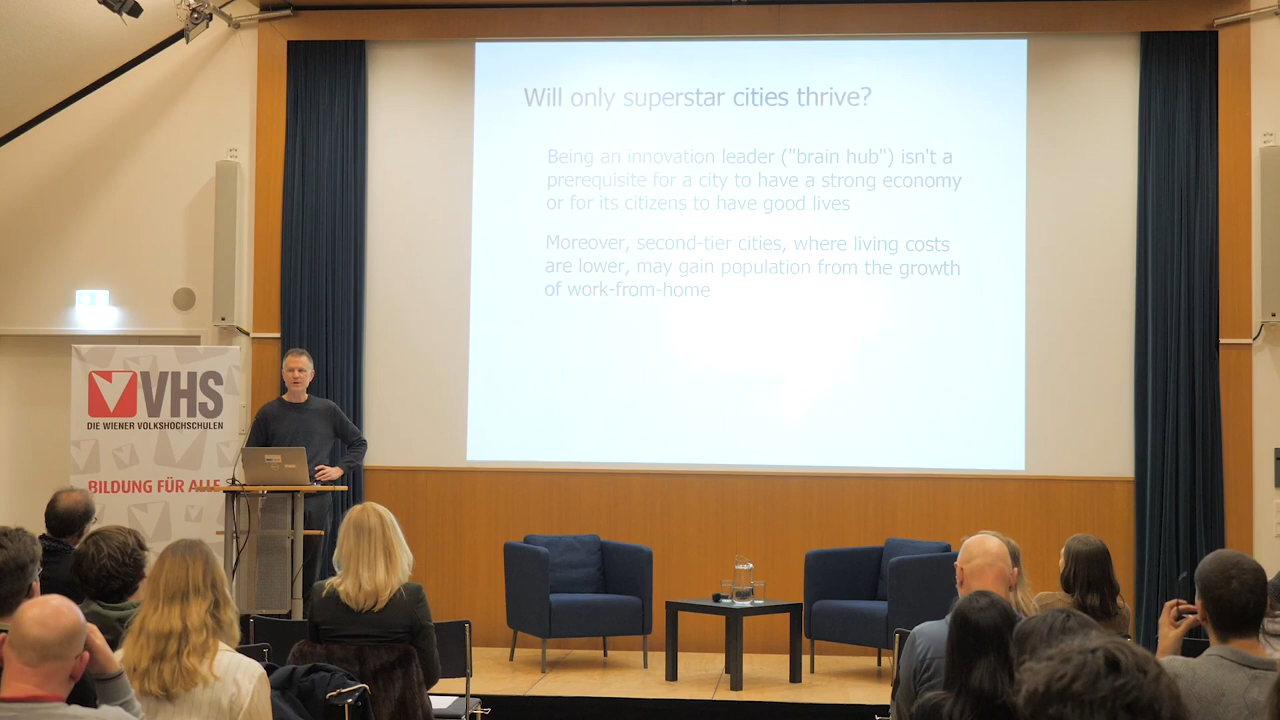 Will only superstar cities thrive?
Being an innovation leader ("brain hub") isn't a
prerequisite for a city to have a strong economy
or for its citizens to have good lives
Moreover, second-tier cities, where living costs
are lower, may gain population from the growth
of work-from-home
VHS
DIE WIENER VOLKSHOCHSCHULEN
BILDUNG FÜR ALLE